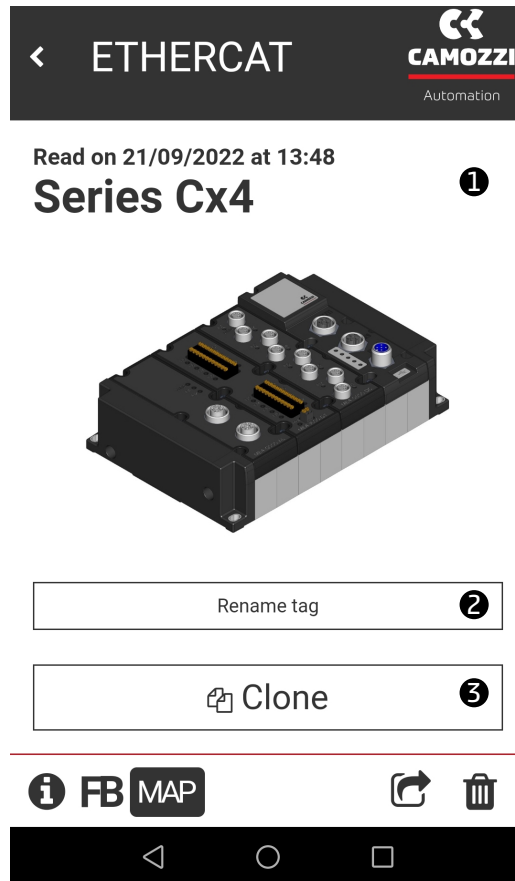 ETHERCAT
CAMOZZI
Automation
Read on 21/09/2022 at 13:48
Series Cx4
1
Rename tag
2
Clone
3
i FB MAP